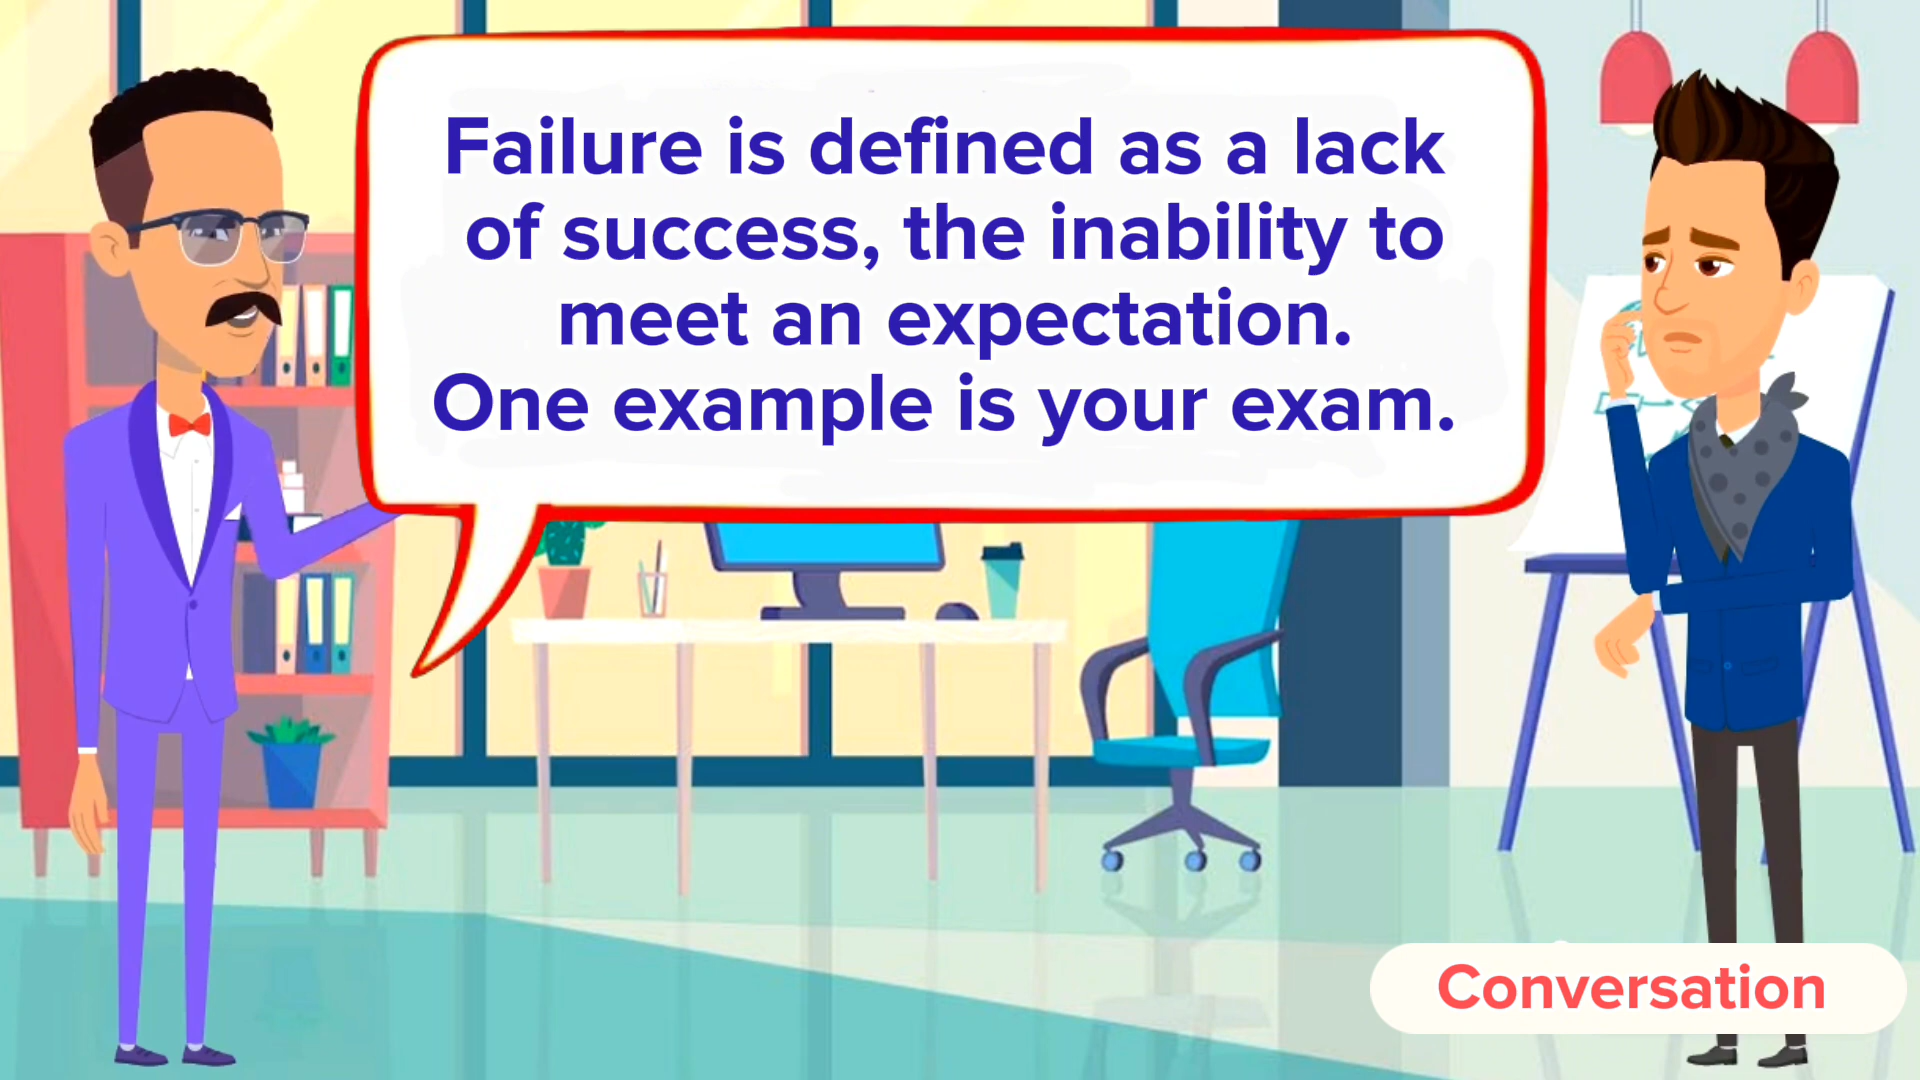 Failure is defined as a lack
of success, the inability to
meet an expectation.
One example is your exam.
Conversation